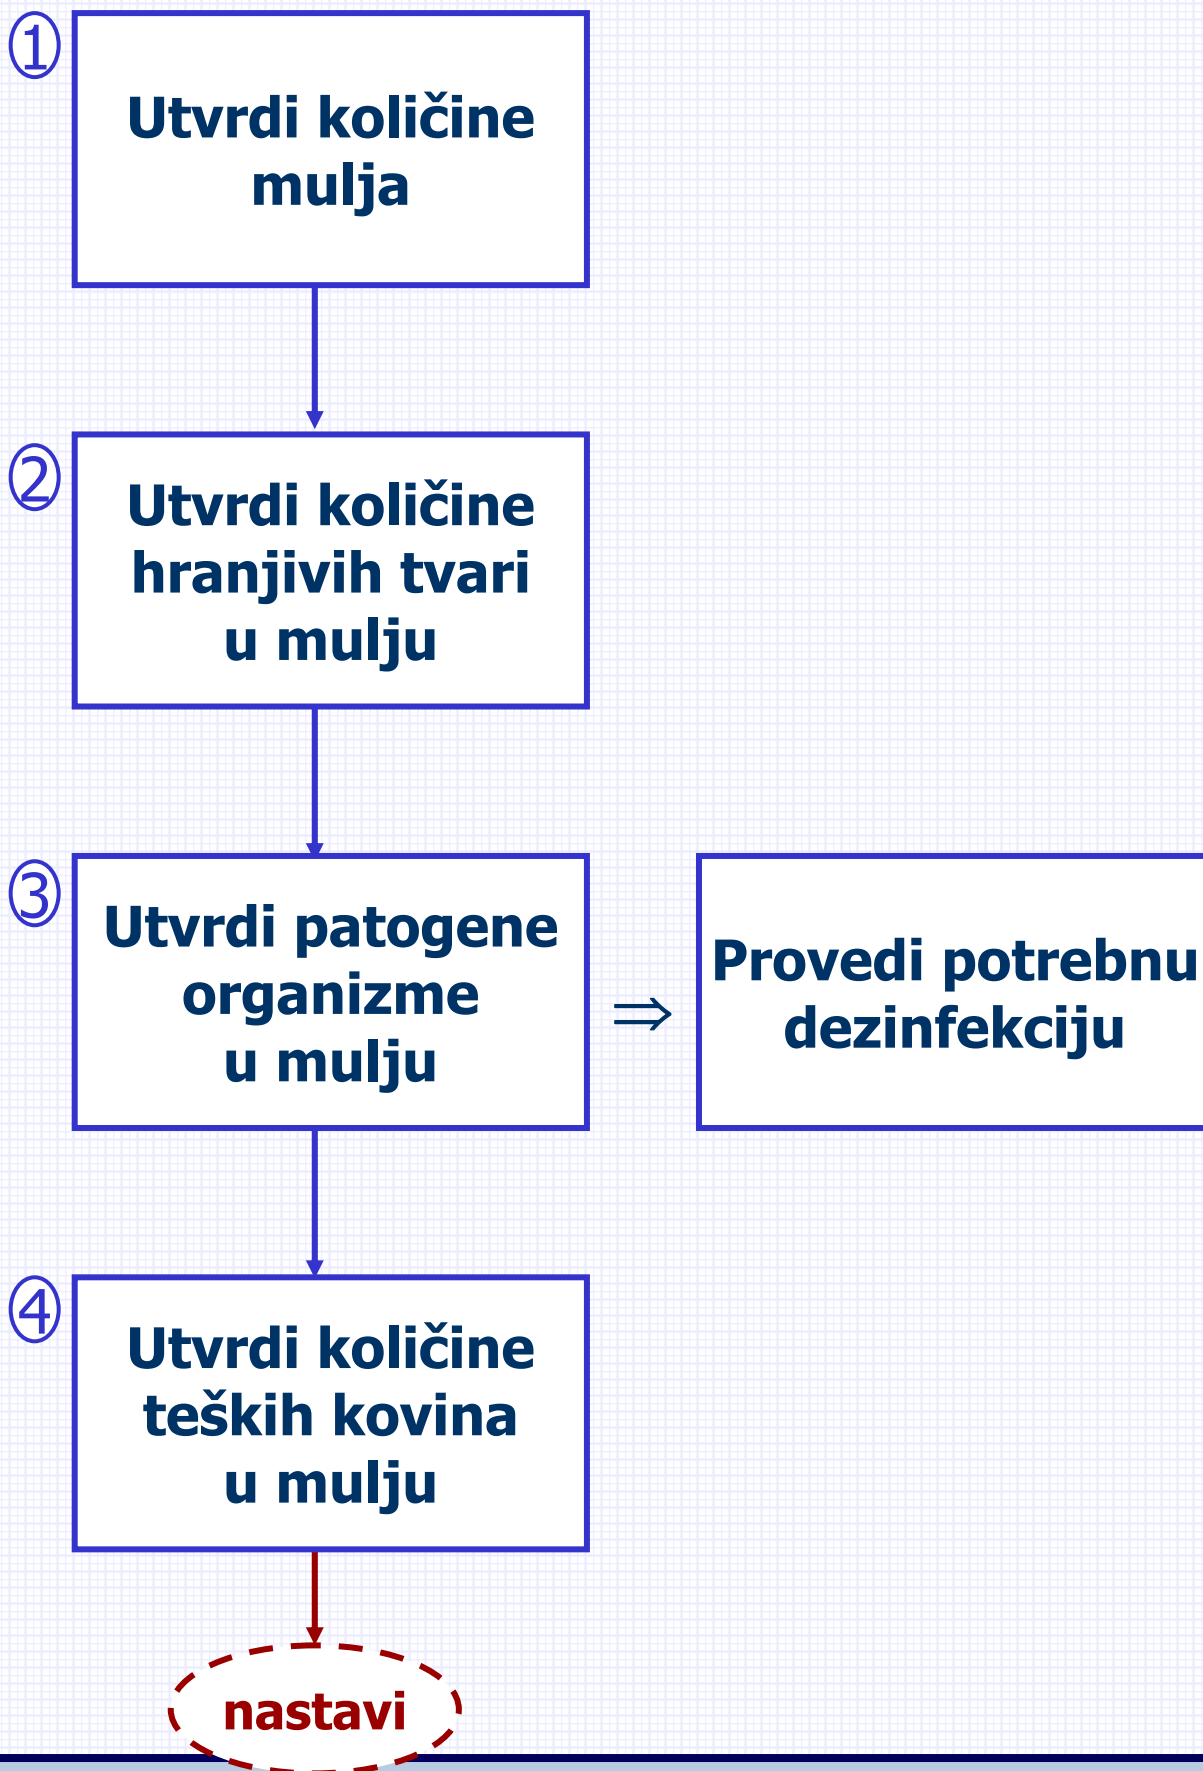 ①
Utvrdi količine
mulja
②
Utvrdi količine
hranjivih tvari
u mulju
③
Utvrdi patogene
organizme
u mulju
⇒
Provedi potrebnu
dezinfekciju
④
Utvrdi količine
teških kovina
u mulju
nastavi